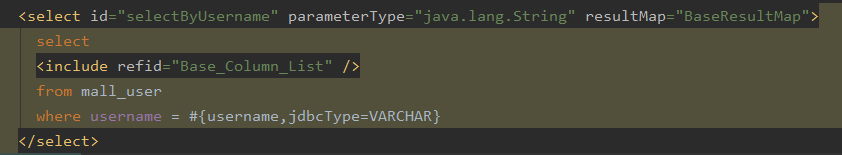 <select id="selectByUsername" parameterType="java.lang.String" resultMap="BaseResultMap">
select
<include refid="Base_Column_List" />
from mall_user
where username = #{username,jdbcType=VARCHAR}
</select>